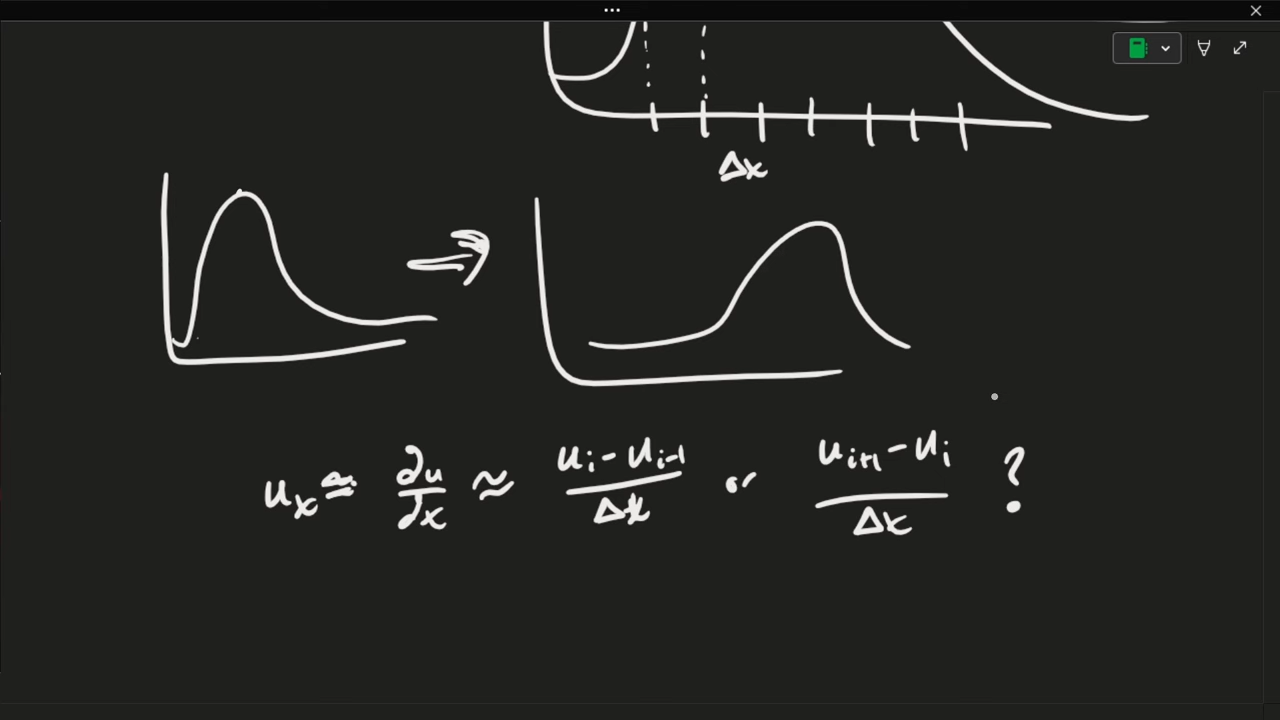 Δx
u_x ≅ ∂u/∂x ≈ (u_i - u_{i-1})/Δx or (u_{i+1} - u_i)/Δx ?